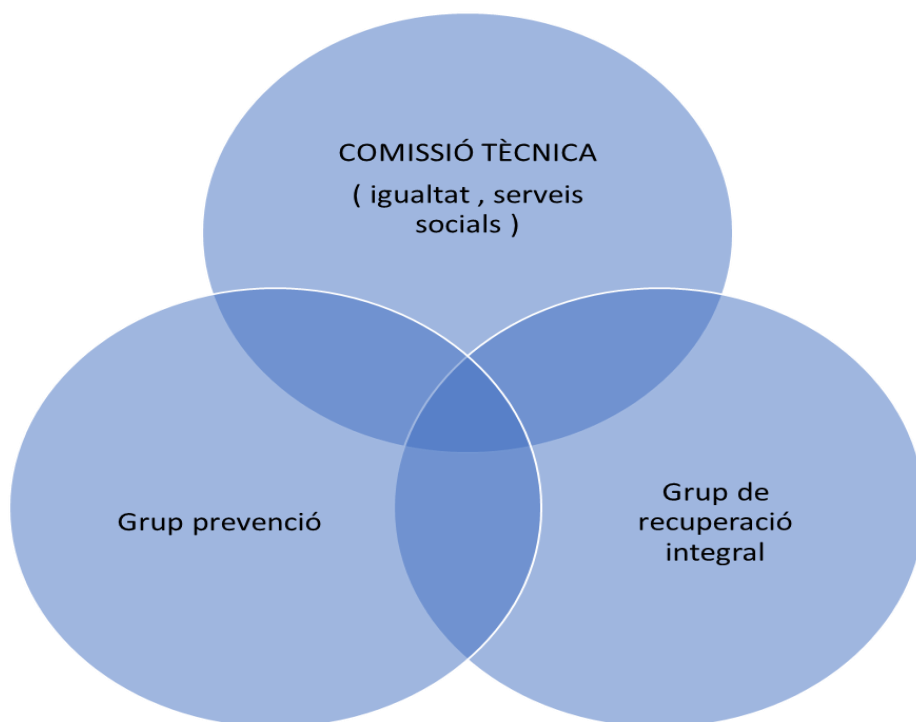 COMISSIÓ TÈCNICA
( igualtat , serveis
socials )
Grup prevenció
Grup de
recuperació
integral